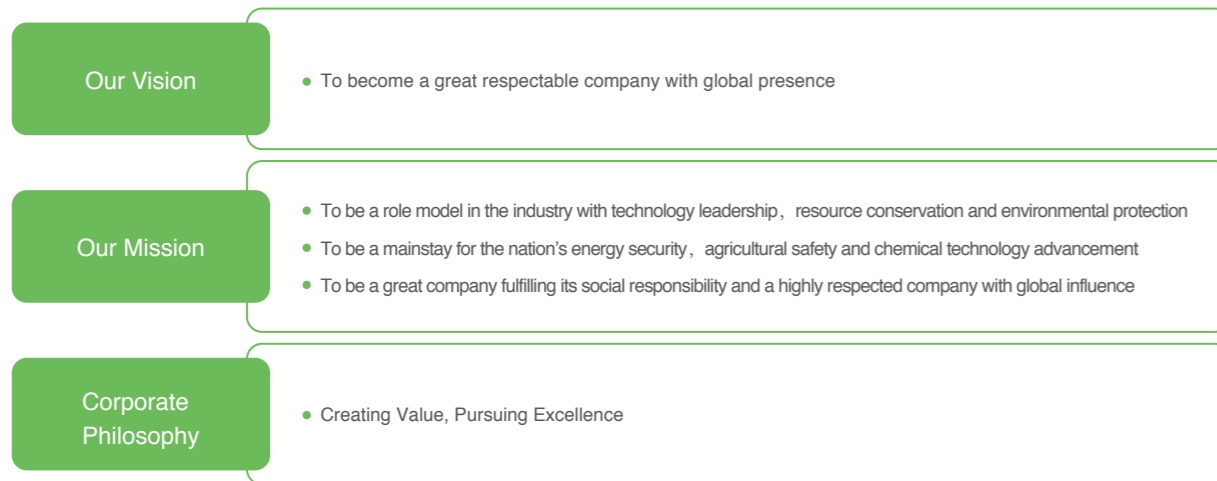 Our Vision
• To become a great respectable company with global presence
Our Mission
• To be a role model in the industry with technology leadership，resource conservation and environmental protection
• To be a mainstay for the nation's energy security，agricultural safety and chemical technology advancement
• To be a great company fulfilling its social responsibility and a highly respected company with global influence
Corporate
Philosophy
• Creating Value, Pursuing Excellence